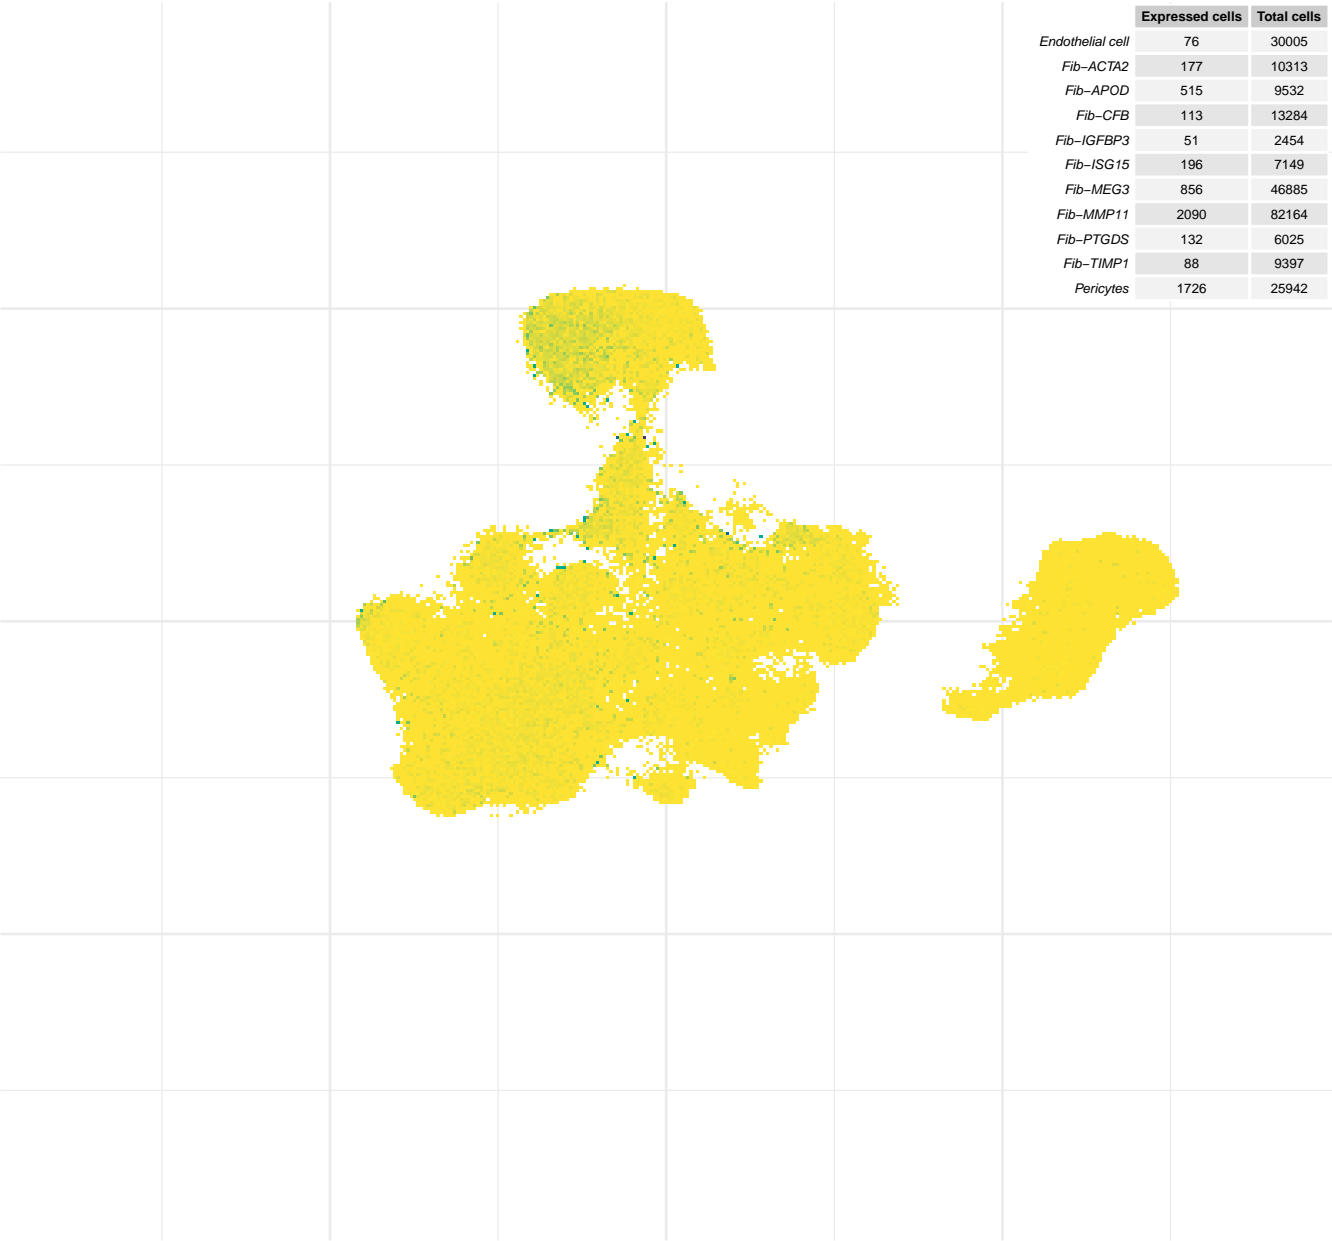 Expressed cells Total cells
Endothelial cell 76 30005
Fib−ACTA2 177 10313
Fib−APOD 515 9532
Fib−CFB 113 13284
Fib−IGFBP3 51 2454
Fib−ISG15 196 7149
Fib−MEG3 856 46885
Fib−MMP11 2090 82164
Fib−PTGDS 132 6025
Fib−TIMP1 88 9397
Pericytes 1726 25942